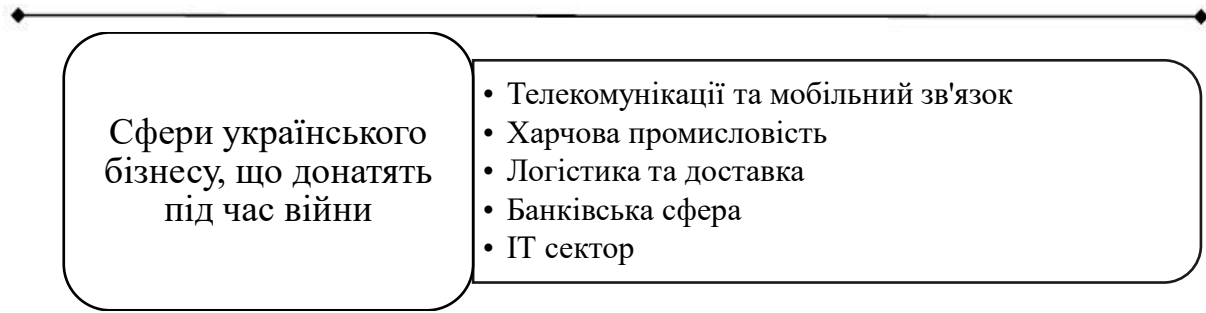 Сфери українського
бізнесу, що донатять
під час війни
• Телекомунікації та мобільний зв'язок
• Харчова промисловість
• Логістика та доставка
• Банківська сфера
• ІТ сектор